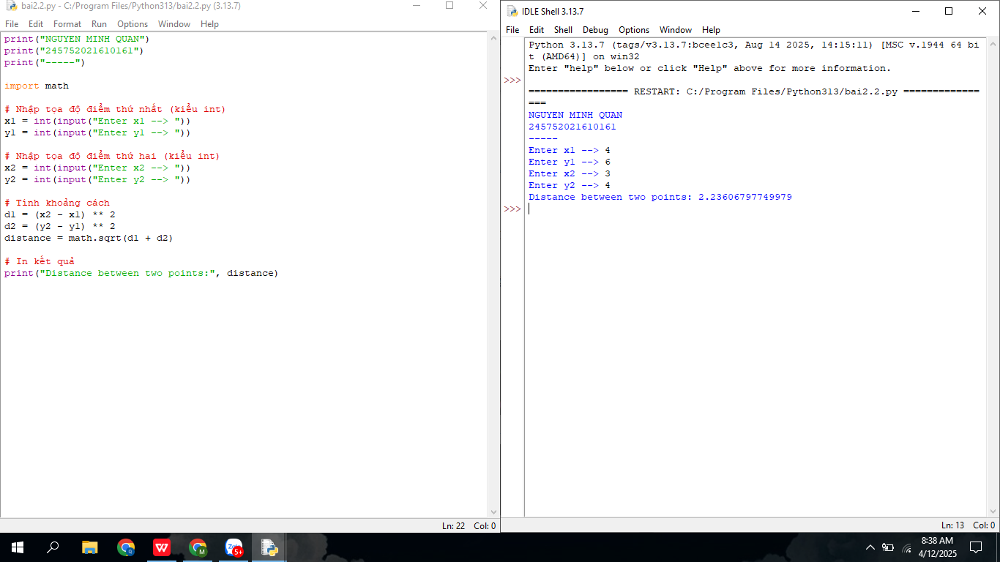 bai2.2.py - C:/Program Files/Python313/bai2.2.py (3.13.7)
File Edit Format Run Options Window Help
print("NGUYEN MINH QUAN")
print("245752021610161")
print("-----")
import math
# Nhập tọa độ điểm thứ nhất (kiểu int)
x1 = int(input("Enter x1 --> "))
y1 = int(input("Enter y1 --> "))
# Nhập tọa độ điểm thứ hai (kiểu int)
x2 = int(input("Enter x2 --> "))
y2 = int(input("Enter y2 --> "))
# Tính khoảng cách
d1 = (x2 - x1) ** 2
d2 = (y2 - y1) ** 2
distance = math.sqrt(d1 + d2)
# In kết quả
print("Distance between two points:", distance)
Ln: 22 Col: 0
IDLE Shell 3.13.7
File Edit Shell Debug Options Window Help
Python 3.13.7 (tags/v3.13.7:bcee1c3, Aug 14 2025, 14:15:11) [MSC v.1944 64 bi
t (AMD64)] on win32
Enter "help" below or click "Help" above for more information.
>>>
================= RESTART: C:/Program Files/Python313/bai2.2.py =============
===
NGUYEN MINH QUAN
245752021610161
-----
Enter x1 --> 4
Enter y1 --> 6
Enter x2 --> 3
Enter y2 --> 4
Distance between two points: 2.23606797749979
>>>
Ln: 13 Col: 0
W
M
Zalo
5+
8:38 AM
4/12/2025